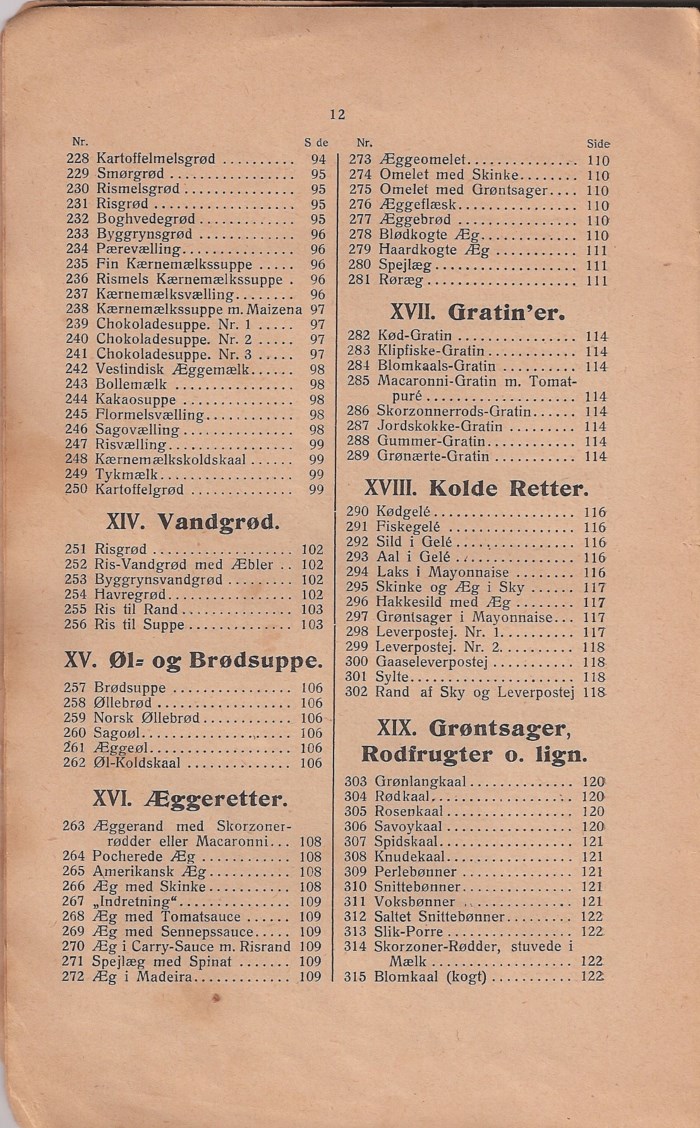 12
Nr. S de
228 Kartoffelmelsgrød .......... 94
229 Smørgrød ................ 95
230 Rismelsgrød .............. 95
231 Risgrød .................. 95
232 Boghvedegrød ............. 95
233 Byggrynsgrød ............. 96
234 Pærevælling ............... 96
235 Fin Kærnemælkssuppe ..... 96
236 Rismels Kærnemælkssuppe . 96
237 Kærnemælksvælling ........ 96
238 Kærnemælkssuppe m. Maizena 97
239 Chokoladesuppe. Nr. 1 ..... 97
240 Chokoladesuppe. Nr. 2 ..... 97
241 Chokoladesuppe. Nr. 3 ..... 97
242 Vestindisk Æggemælk ...... 98
243 Bollemælk ................ 98
244 Kakaosuppe ............... 98
245 Flormelsvælling ............ 98
246 Sagovælling ............... 98
247 Risvælling ................ 99
248 Kærnemælkskoldskaal ...... 99
249 Tykmælk .................. 99
250 Kartoffelgrød ............. 99
XIV. Vandgrød.
251 Risgrød .................. 102
252 Ris-Vandgrød med Æbler .. 102
253 Byggrynsvandgrød ......... 102
254 Havregrød ................ 102
255 Ris til Rand .............. 103
256 Ris til Suppe ............. 103
XV. Øl= og Brødsuppe.
257 Brødsuppe ............... 106
258 Øllebrød ................. 106
259 Norsk Øllebrød ........... 106
260 Sagoøl ................... 106
261 Æggeøl .................. 106
262 Øl-Koldskaal ............. 106
XVI. Æggeretter.
263 Æggerand med Skorzoner-
rødder eller Macaronni ... 108
264 Pocherede Æg ............ 108
265 Amerikansk Æg ........... 108
266 Æg med Skinke ........... 108
267 „Indretning“ .............. 109
268 Æg med Tomatsauce ...... 109
269 Æg med Sennepssauce ..... 109
270 Æg i Carry-Sauce m. Risrand 109
271 Spejlæg med Spinat ....... 109
272 Æg i Madeira ............. 109
Nr. Side
273 Æggeomelet ............... 110
274 Omelet med Skinke ........ 110
275 Omelet med Grøntsager .... 110
276 Æggeflæsk ................ 110
277 Æggebrød ................ 110
278 Blødkogte Æg ............. 110
279 Haardkogte Æg ........... 111
280 Spejlæg ................... 111
281 Røræg .................... 111
XVII. Gratin'er.
282 Kød-Gratin ............... 114
283 Klipfiske-Gratin ............ 114
284 Blomkaals-Gratin .......... 114
285 Macaronni-Gratin m. Tomat-
puré .................... 114
286 Skorzonnerrods-Gratin ...... 114
287 Jordskokke-Gratin ......... 114
288 Gummer-Gratin ............ 114
289 Grønærte-Gratin ........... 114
XVIII. Kolde Retter.
290 Kødgelé .................. 116
291 Fiskegelé ................. 116
292 Sild i Gelé ................ 116
293 Aal i Gelé ................ 116
294 Laks i Mayonnaise ........ 116
295 Skinke og Æg i Sky ...... 117
296 Hakkesild med Æg ........ 117
297 Grøntsager i Mayonnaise ... 117
298 Leverpostej. Nr. 1. ......... 117
299 Leverpostej. Nr. 2. ......... 118
300 Gaaseleverpostej ........... 118
301 Sylte ..................... 118
302 Rand af Sky og Leverpostej 118
XIX. Grøntsager,
Rodfrugter o. lign.
303 Grønlangkaal .............. 120
304 Rødkaal .................. 120
305 Rosenkaal ................ 120
306 Savoykaal ................ 120
307 Spidskaal ................. 121
308 Knudekaal ................ 121
309 Perlebønner .............. 121
310 Snittebønner .............. 121
311 Voksbønner ............... 121
312 Saltet Snittebønner ......... 122
313 Slik-Porre ................ 122
314 Skorzoner-Rødder, stuvede i
Mælk ................... 122
315 Blomkaal (kogt) ........... 122